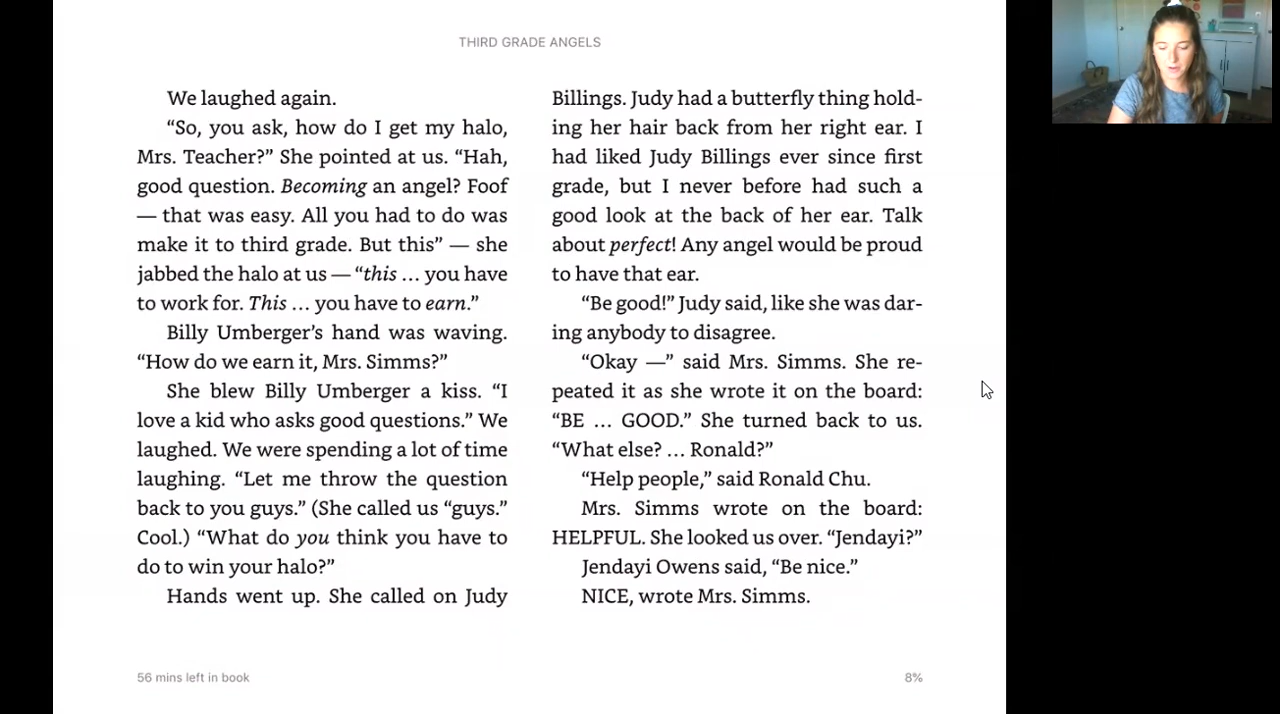 THIRD GRADE ANGELS
We laughed again.
“So, you ask, how do I get my halo,
Mrs. Teacher?” She pointed at us. “Hah,
good question. Becoming an angel? Foof
— that was easy. All you had to do was
make it to third grade. But this” — she
jabbed the halo at us — “this … you have
to work for. This … you have to earn.”
Billy Umberger’s hand was waving.
“How do we earn it, Mrs. Simms?”
She blew Billy Umberger a kiss. “I
love a kid who asks good questions.” We
laughed. We were spending a lot of time
laughing. “Let me throw the question
back to you guys.” (She called us “guys.”
Cool.) “What do you think you have to
do to win your halo?”
Hands went up. She called on Judy
Billings. Judy had a butterfly thing hold-
ing her hair back from her right ear. I
had liked Judy Billings ever since first
grade, but I never before had such a
good look at the back of her ear. Talk
about perfect! Any angel would be proud
to have that ear.
“Be good!” Judy said, like she was dar-
ing anybody to disagree.
“Okay —” said Mrs. Simms. She re-
peated it as she wrote it on the board:
“BE … GOOD.” She turned back to us.
“What else? … Ronald?”
“Help people,” said Ronald Chu.
Mrs. Simms wrote on the board:
HELPFUL. She looked us over. “Jendayi?”
Jendayi Owens said, “Be nice.”
NICE, wrote Mrs. Simms.
56 mins left in book
8%